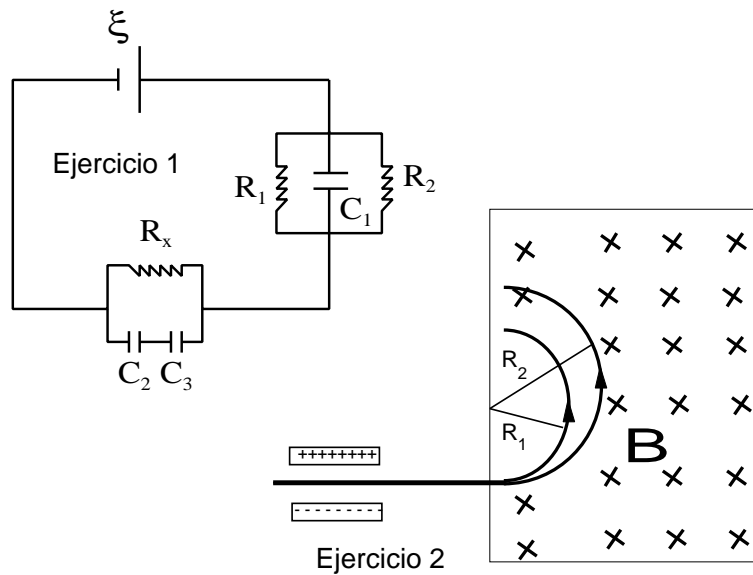 ξ
Ejercicio 1
R₁
C₁
R₂
Rₓ
C₂ C₃
R₂
R₁
B
++++++++
--------
Ejercicio 2